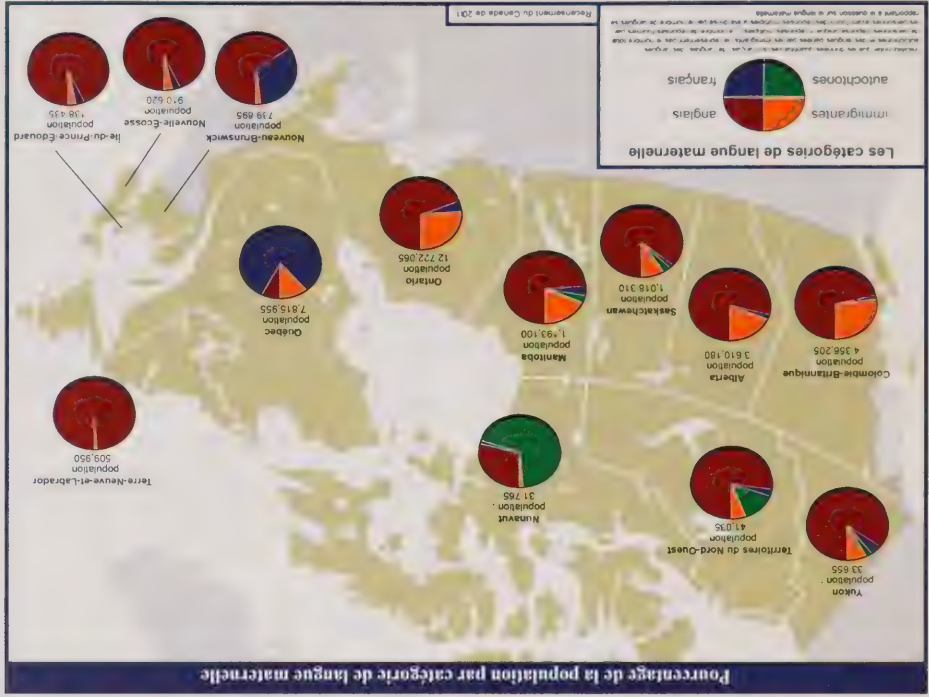 Pourcentage de la population par catégorie de langue maternelle
Yukon
population
33 655
Territoires du Nord-Ouest
population
41,035
Nunavut
population
31 765
Terre-Neuve-et-Labrador
population
509,950
Colombie-Britannique
population
4 356,205
Alberta
population
3 610,180
Saskatchewan
population
1,018 310
Manitoba
population
1,193,100
Ontario
population
12 722,065
Québec
population
7,815,955
Nouveau-Brunswick
population
739 895
Nouvelle-Écosse
population
910 620
Île-du-Prince-Édouard
population
138 435
Les catégories de langue maternelle
immigrantes
anglais
autochtones
français
Recensement du Canada de 2011